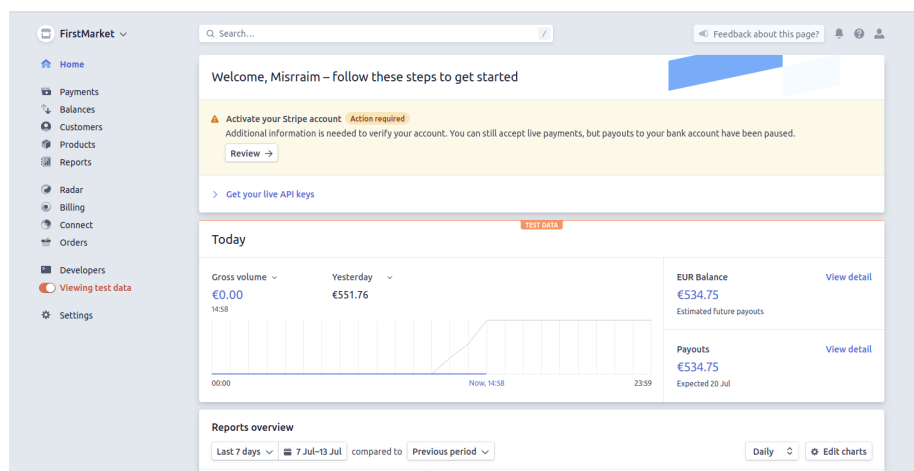 FirstMarket
Search...
/
Feedback about this page?
Home
Payments
Balances
Customers
Products
Reports
Radar
Billing
Connect
Orders
Developers
Viewing test data
Settings
Welcome, Misrraim – follow these steps to get started
Activate your Stripe account Action required
Additional information is needed to verify your account. You can still accept live payments, but payouts to your bank account have been paused.
Review →
Get your live API keys
TEST DATA
Today
Gross volume Yesterday
€0.00 €551.76
14:58
00:00 Now, 14:58 23:59
EUR Balance View detail
€534.75
Estimated future payouts
Payouts View detail
€534.75
Expected 20 Jul
Reports overview
Last 7 days 7 Jul–13 Jul compared to Previous period Daily Edit charts